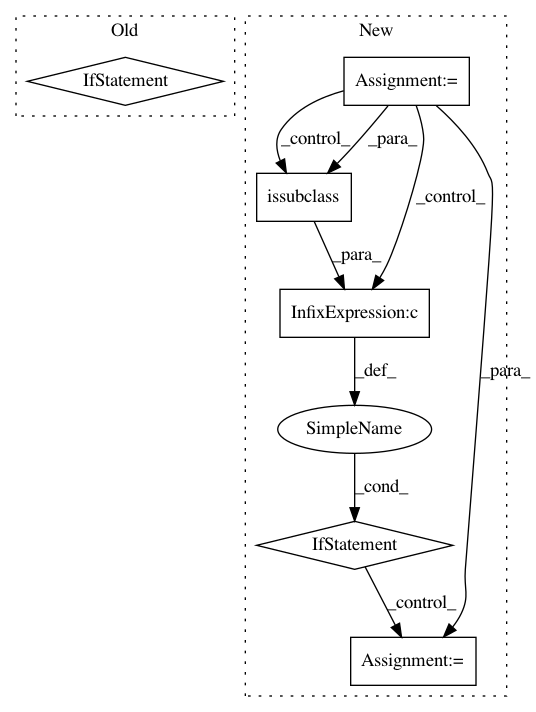 Old
New
IfStatement
Assignment:=
_control_
_para_
issubclass
_control_
_para_
InfixExpression:c
_def_
_para_
SimpleName
_cond_
IfStatement
_control_
Assignment:=